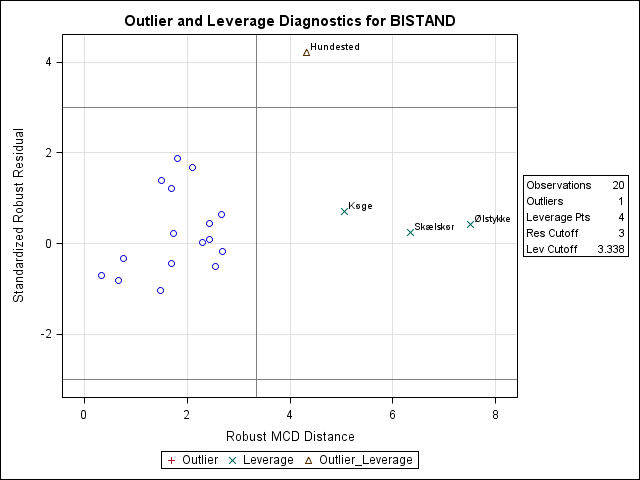 Outlier and Leverage Diagnostics for BISTAND
Standardized Robust Residual
4
2
0
-2
Hundested
Køge
Skælskør
Ølstykke
Observations 20
Outliers 1
Leverage Pts 4
Res Cutoff 3
Lev Cutoff 3.338
0 2 4 6 8
Robust MCD Distance
Outlier Leverage Outlier_Leverage